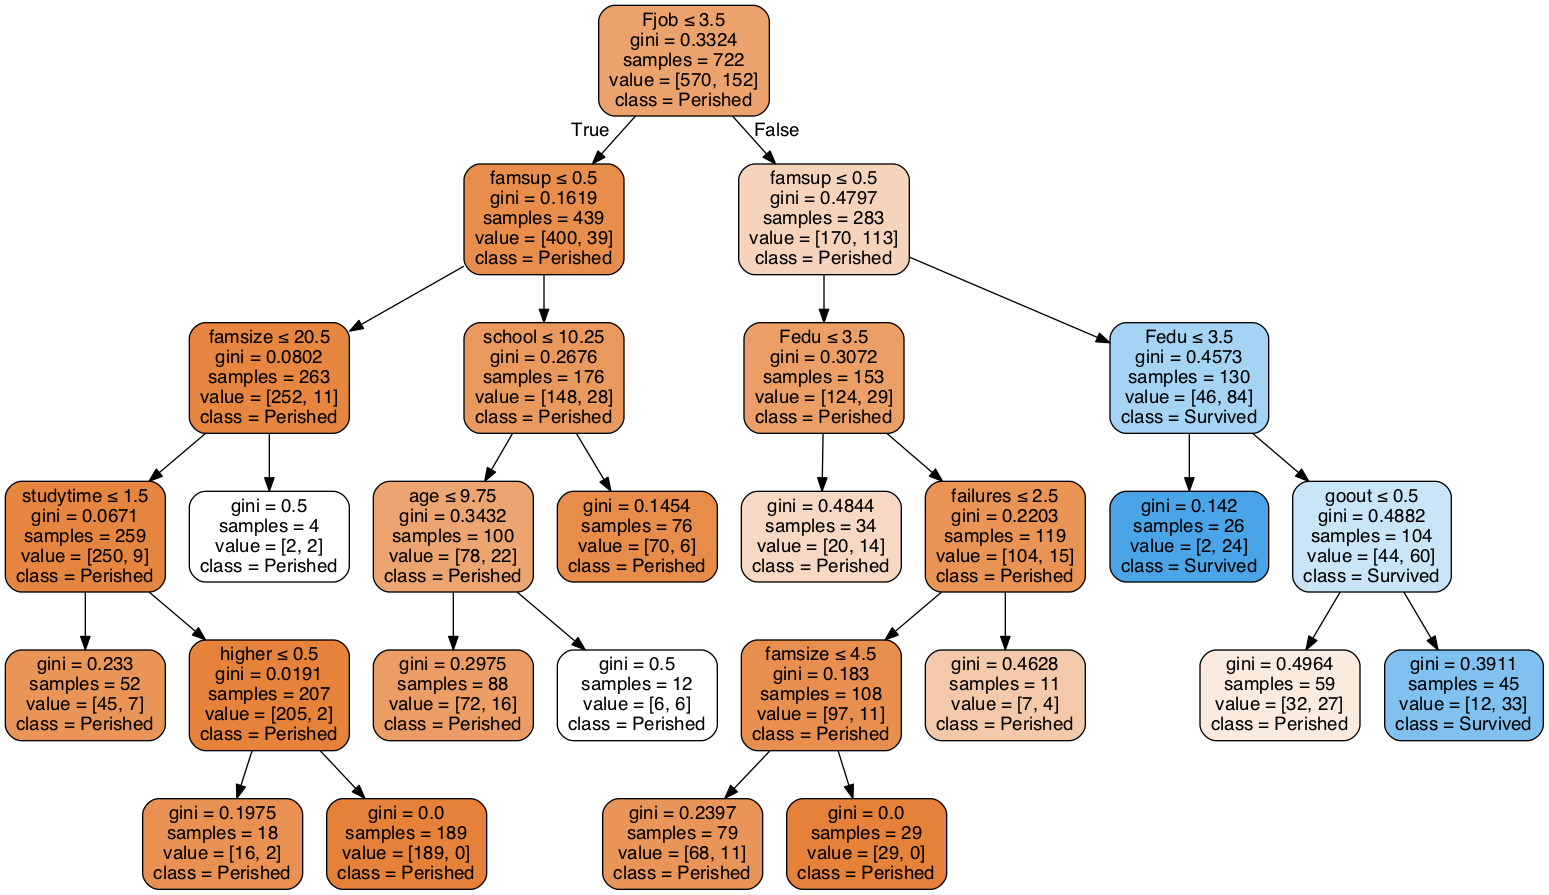 Fjob ≤ 3.5
gini = 0.3324
samples = 722
value = [570, 152]
class = Perished
True
False
famsup ≤ 0.5
gini = 0.1619
samples = 439
value = [400, 39]
class = Perished
famsup ≤ 0.5
gini = 0.4797
samples = 283
value = [170, 113]
class = Perished
famsize ≤ 20.5
gini = 0.0802
samples = 263
value = [252, 11]
class = Perished
school ≤ 10.25
gini = 0.2676
samples = 176
value = [148, 28]
class = Perished
Fedu ≤ 3.5
gini = 0.3072
samples = 153
value = [124, 29]
class = Perished
Fedu ≤ 3.5
gini = 0.4573
samples = 130
value = [46, 84]
class = Survived
studytime ≤ 1.5
gini = 0.0671
samples = 259
value = [250, 9]
class = Perished
gini = 0.5
samples = 4
value = [2, 2]
class = Perished
age ≤ 9.75
gini = 0.3432
samples = 100
value = [78, 22]
class = Perished
gini = 0.1454
samples = 76
value = [70, 6]
class = Perished
gini = 0.4844
samples = 34
value = [20, 14]
class = Perished
failures ≤ 2.5
gini = 0.2203
samples = 119
value = [104, 15]
class = Perished
gini = 0.142
samples = 26
value = [2, 24]
class = Survived
goout ≤ 0.5
gini = 0.4882
samples = 104
value = [44, 60]
class = Survived
gini = 0.233
samples = 52
value = [45, 7]
class = Perished
higher ≤ 0.5
gini = 0.0191
samples = 207
value = [205, 2]
class = Perished
gini = 0.2975
samples = 88
value = [72, 16]
class = Perished
gini = 0.5
samples = 12
value = [6, 6]
class = Perished
famsize ≤ 4.5
gini = 0.183
samples = 108
value = [97, 11]
class = Perished
gini = 0.4628
samples = 11
value = [7, 4]
class = Perished
gini = 0.4964
samples = 59
value = [32, 27]
class = Perished
gini = 0.3911
samples = 45
value = [12, 33]
class = Survived
gini = 0.1975
samples = 18
value = [16, 2]
class = Perished
gini = 0.0
samples = 189
value = [189, 0]
class = Perished
gini = 0.2397
samples = 79
value = [68, 11]
class = Perished
gini = 0.0
samples = 29
value = [29, 0]
class = Perished